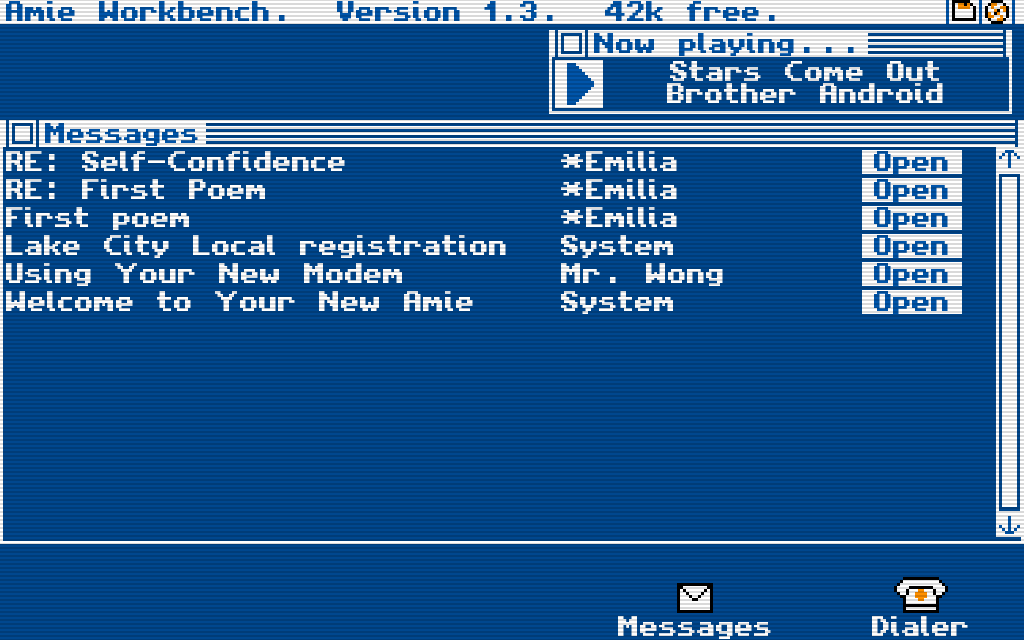 Amie Workbench. Version 1.3. 42k free.
Now playing...
Stars Come Out
Brother Android
Messages
RE: Self-Confidence *Emilia Open
RE: First Poem *Emilia Open
First poem *Emilia Open
Lake City Local registration System Open
Using Your New Modem Mr. Wong Open
Welcome to Your New Amie System Open
Messages Dialer